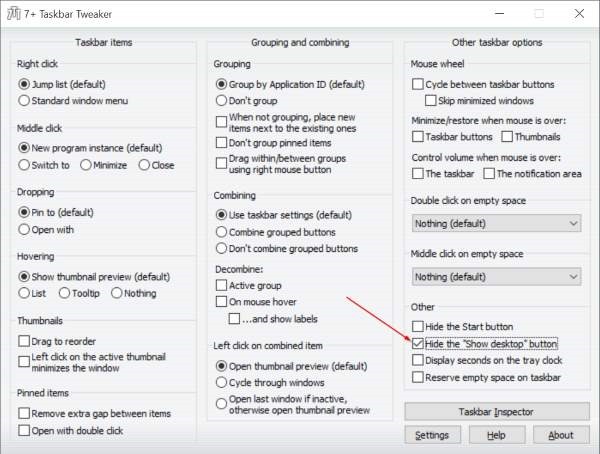 7+ Taskbar Tweaker
Taskbar items
Right click
Jump list (default)
Standard window menu
Middle click
New program instance (default)
Switch to Minimize Close
Dropping
Pin to (default)
Open with
Hovering
Show thumbnail preview (default)
List Tooltip Nothing
Thumbnails
Drag to reorder
Left click on the active thumbnail
minimizes the window
Pinned items
Remove extra gap between items
Open with double click
Grouping and combining
Grouping
Group by Application ID (default)
Don't group
When not grouping, place new
items next to the existing ones
Don't group pinned items
Drag within/between groups
using right mouse button
Combining
Use taskbar settings (default)
Combine grouped buttons
Don't combine grouped buttons
Decombine:
Active group
On mouse hover
...and show labels
Left click on combined item
Open thumbnail preview (default)
Cycle through windows
Open last window if inactive,
otherwise open thumbnail preview
Other taskbar options
Mouse wheel
Cycle between taskbar buttons
Skip minimized windows
Minimize/restore when mouse is over:
Taskbar buttons Thumbnails
Control volume when mouse is over:
The taskbar The notification area
Double click on empty space
Nothing (default)
Middle click on empty space
Nothing (default)
Other
Hide the Start button
Hide the "Show desktop" button
Display seconds on the tray clock
Reserve empty space on taskbar
Taskbar Inspector
Settings Help About